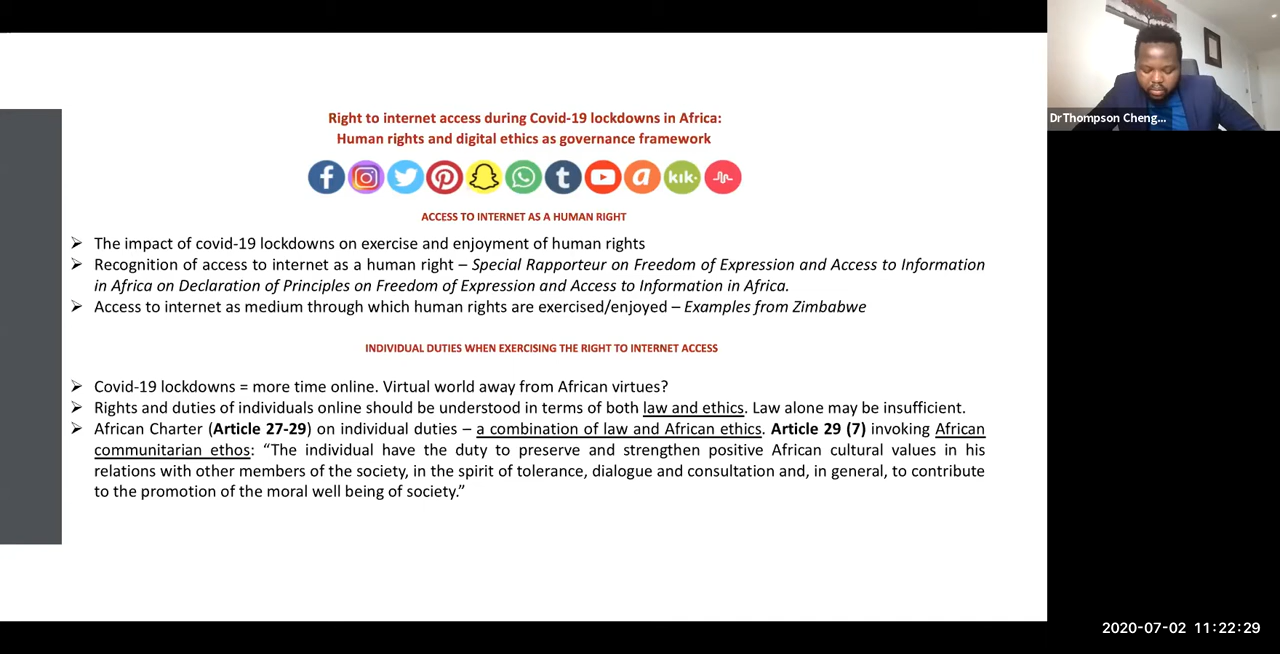 Right to internet access during Covid-19 lockdowns in Africa:
Human rights and digital ethics as governance framework
kik.
ACCESS TO INTERNET AS A HUMAN RIGHT
The impact of covid-19 lockdowns on exercise and enjoyment of human rights
Recognition of access to internet as a human right – Special Rapporteur on Freedom of Expression and Access to Information
in Africa on Declaration of Principles on Freedom of Expression and Access to Information in Africa.
Access to internet as medium through which human rights are exercised/enjoyed – Examples from Zimbabwe
INDIVIDUAL DUTIES WHEN EXERCISING THE RIGHT TO INTERNET ACCESS
Covid-19 lockdowns = more time online. Virtual world away from African virtues?
Rights and duties of individuals online should be understood in terms of both law and ethics. Law alone may be insufficient.
African Charter (Article 27-29) on individual duties – a combination of law and African ethics. Article 29 (7) invoking African
communitarian ethos: “The individual have the duty to preserve and strengthen positive African cultural values in his
relations with other members of the society, in the spirit of tolerance, dialogue and consultation and, in general, to contribute
to the promotion of the moral well being of society.”
Dr Thompson Cheng...
2020-07-02 11:22:29